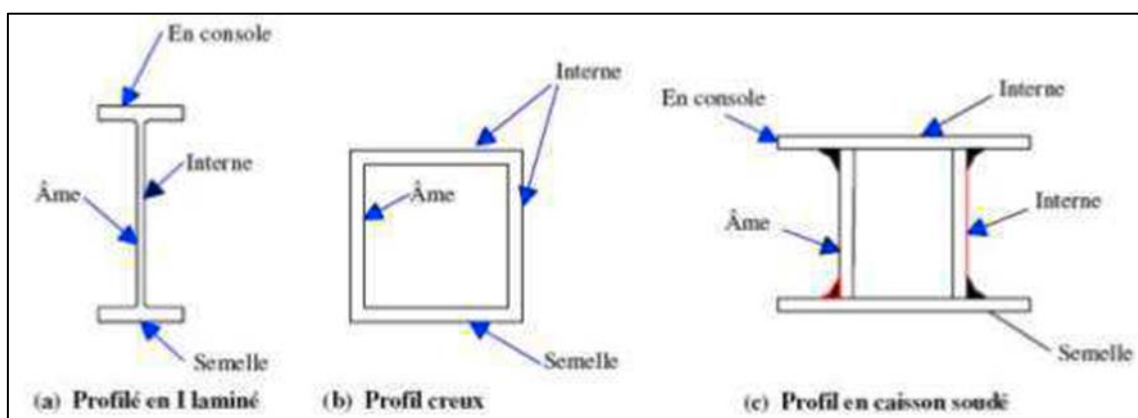 En console
Interne
Âme
Semelle
(a) Profilé en I laminé
Interne
Âme
Semelle
(b) Profil creux
En console
Interne
Âme
Interne
Semelle
(c) Profil en caisson soudé